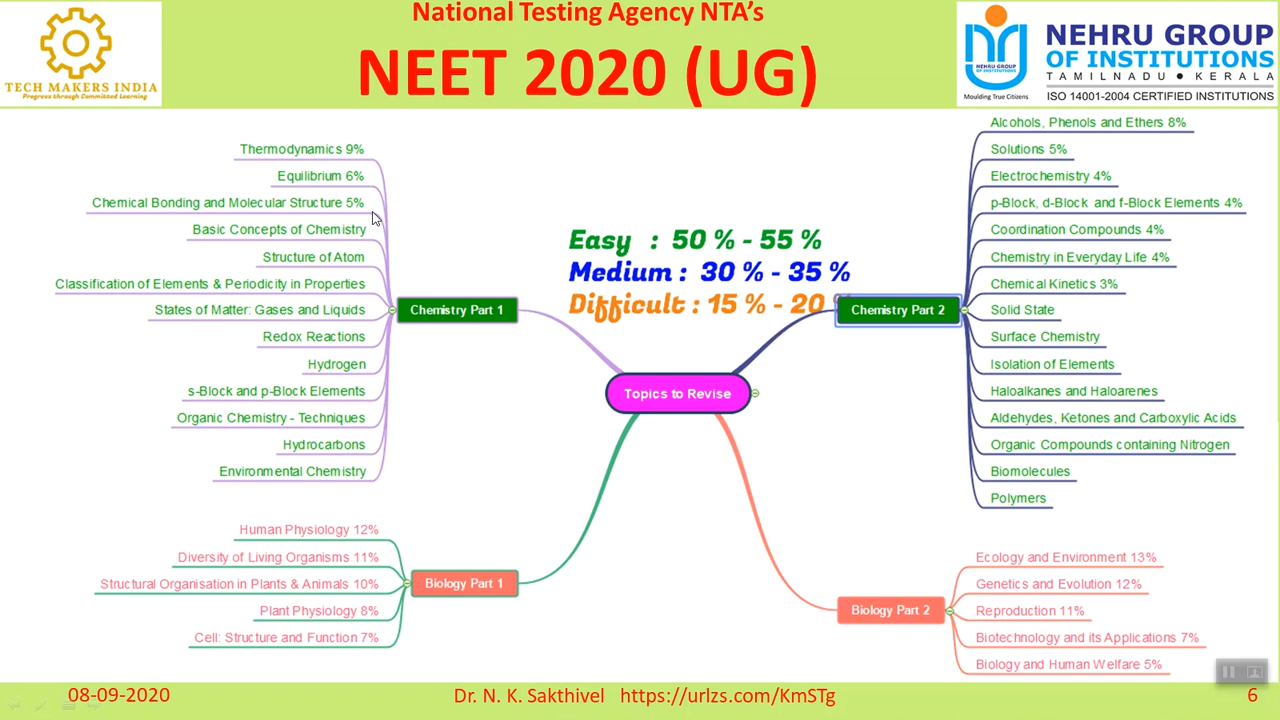 National Testing Agency NTA's
NEET 2020 (UG)
TECH MAKERS INDIA
Progress through Committed Learning
NEHRU GROUP
OF INSTITUTIONS
Moulding True Citizens
NEHRU GROUP
OF INSTITUTIONS
TAMILNADU • KERALA
ISO 14001-2004 CERTIFIED INSTITUTIONS
Thermodynamics 9%
Equilibrium 6%
Chemical Bonding and Molecular Structure 5%
Basic Concepts of Chemistry
Structure of Atom
Classification of Elements & Periodicity in Properties
States of Matter: Gases and Liquids
Redox Reactions
Hydrogen
s-Block and p-Block Elements
Organic Chemistry - Techniques
Hydrocarbons
Environmental Chemistry
Chemistry Part 1
Easy : 50 % - 55 %
Medium : 30 % - 35 %
Difficult : 15 % - 20 %
Topics to Revise
Chemistry Part 2
Alcohols, Phenols and Ethers 8%
Solutions 5%
Electrochemistry 4%
p-Block, d-Block and f-Block Elements 4%
Coordination Compounds 4%
Chemistry in Everyday Life 4%
Chemical Kinetics 3%
Solid State
Surface Chemistry
Isolation of Elements
Haloalkanes and Haloarenes
Aldehydes, Ketones and Carboxylic Acids
Organic Compounds containing Nitrogen
Biomolecules
Polymers
Human Physiology 12%
Diversity of Living Organisms 11%
Structural Organisation in Plants & Animals 10%
Plant Physiology 8%
Cell: Structure and Function 7%
Biology Part 1
Biology Part 2
Ecology and Environment 13%
Genetics and Evolution 12%
Reproduction 11%
Biotechnology and its Applications 7%
Biology and Human Welfare 5%
08-09-2020
Dr. N. K. Sakthivel https://urlzs.com/KmSTg
6